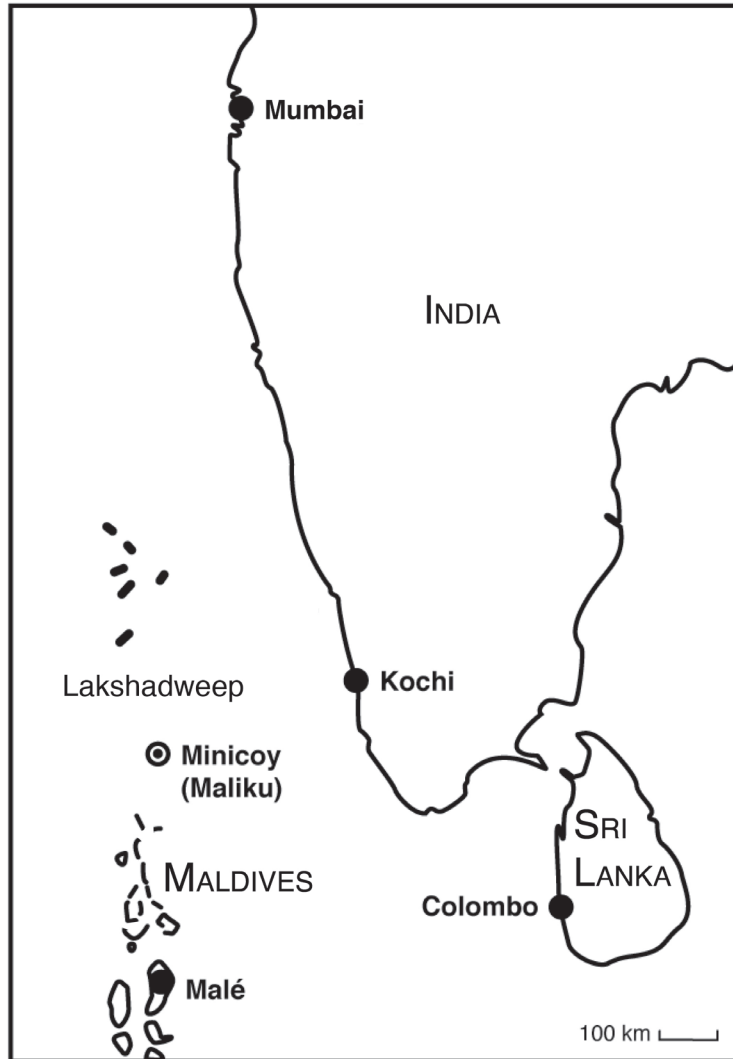 Mumbai
INDIA
Kochi
Lakshadweep
Minicoy
(Maliku)
MALDIVES
SRI
LANKA
Colombo
Malé
100 km